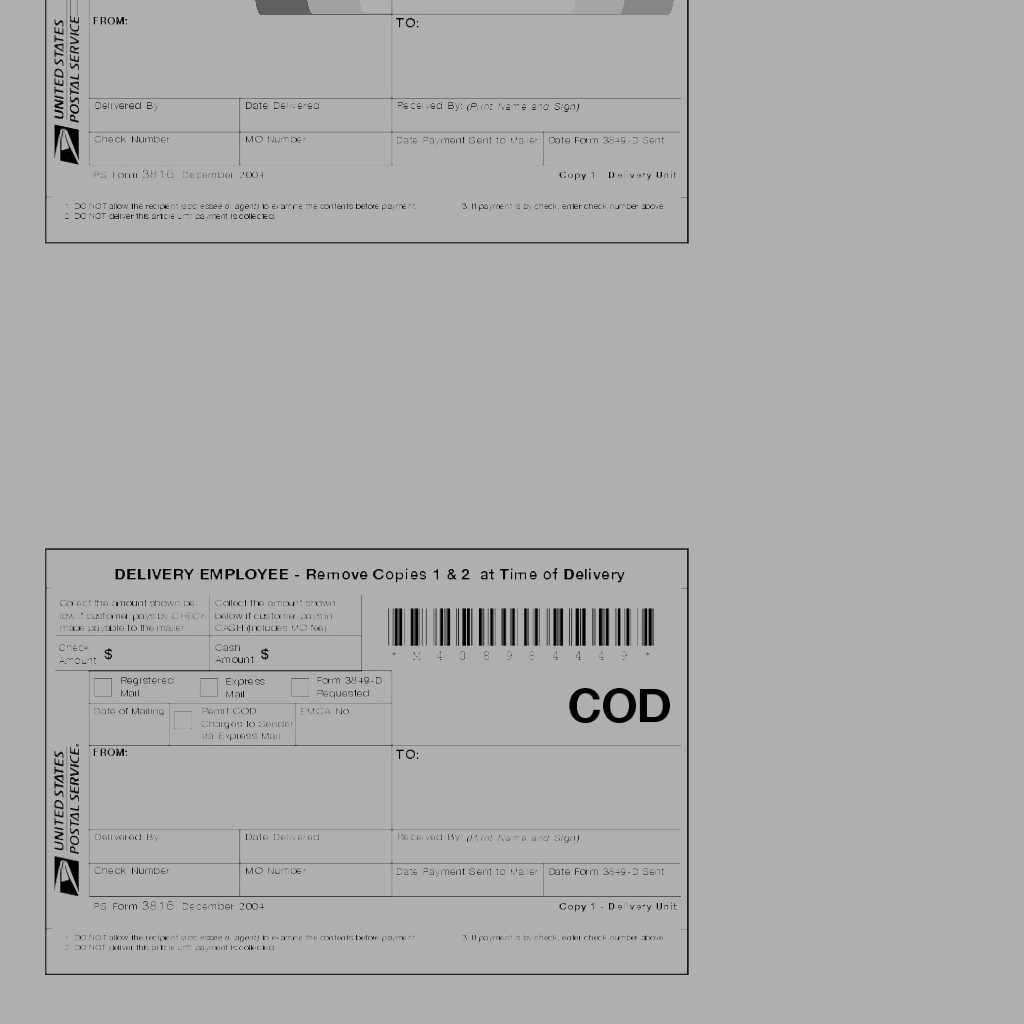 UNITED STATES
POSTAL SERVICE
FROM:
TO:
Delivered By
Date Delivered
Received By: (Print Name and Sign)
Check Number
MO Number
Date Payment Sent to Mailer
Date Form 3849-D Sent
PS Form 3816, December 2004
Copy 1 - Delivery Unit
1. DO NOT allow the recipient (addressee or agent) to examine the contents before payment.
2. DO NOT deliver this article until payment is collected.
3. If payment is by check, enter check number above
DELIVERY EMPLOYEE - Remove Copies 1 & 2 at Time of Delivery
Collect the amount shown be-
low if customer pays by CHECK
made payable to the mailer
Collect the amount shown
below if customer pays in
CASH (includes MO fee)
Check
Amount $
Cash
Amount $
* M 4 0 8 9 8 4 4 4 9 *
Registered
Mail
Express
Mail
Form 3849-D
Requested
COD
Date of Mailing
Remit COD
Charges to Sender
via Express Mail
EMCA No.
UNITED STATES
POSTAL SERVICE®
FROM:
TO:
Delivered By
Date Delivered
Received By: (Print Name and Sign)
Check Number
MO Number
Date Payment Sent to Mailer
Date Form 3849-D Sent
PS Form 3816, December 2004
Copy 1 - Delivery Unit
1. DO NOT allow the recipient (addressee or agent) to examine the contents before payment.
2. DO NOT deliver this article until payment is collected.
3. If payment is by check, enter check number above